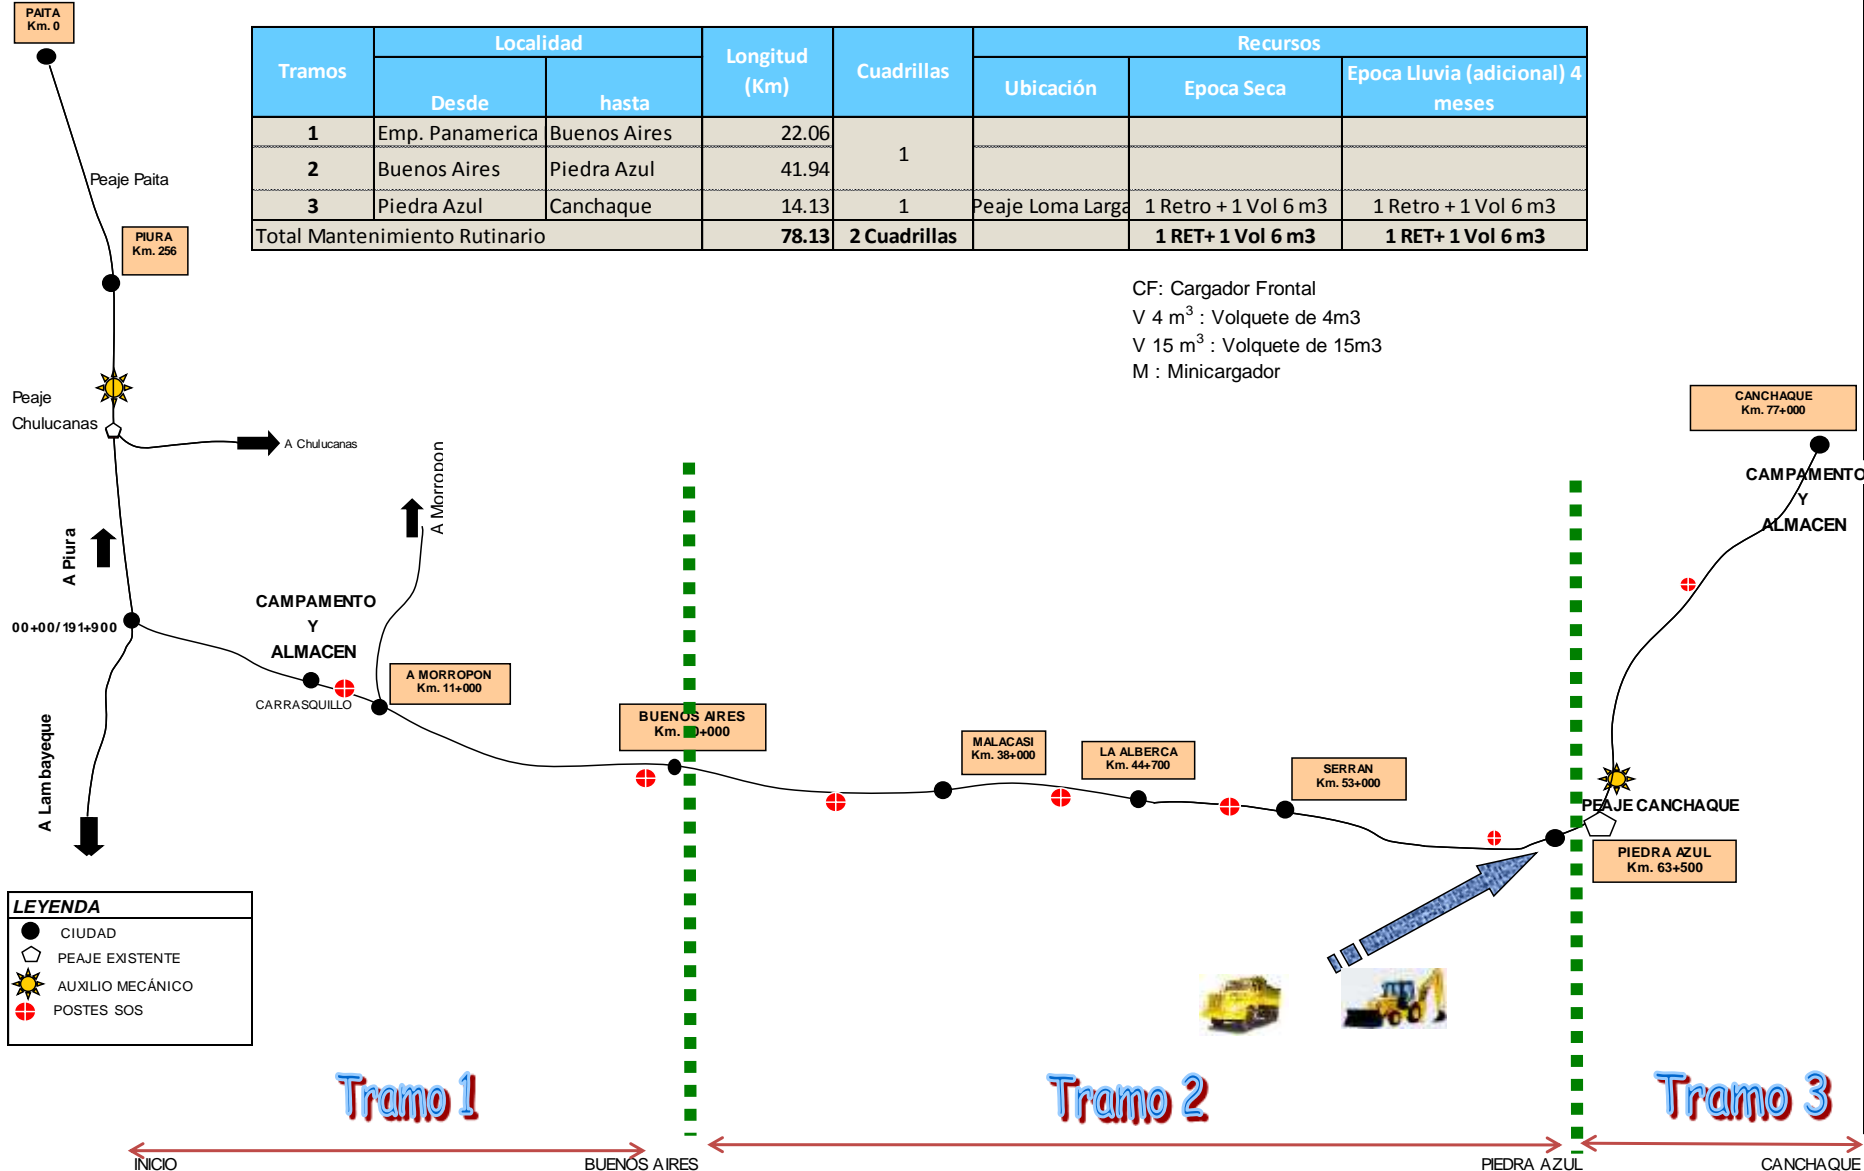 PAITA
Km. 0
Tramos
Localidad
Longitud
(Km)
Cuadrillas
Recursos
Desde
hasta
Ubicación
Epoca Seca
Epoca Lluvia (adicional) 4
meses
1 Emp. Panamerica Buenos Aires 22.06
1
2 Buenos Aires Piedra Azul 41.94
3 Piedra Azul Canchaque 14.13 1 Peaje Loma Larga 1 Retro + 1 Vol 6 m3 1 Retro + 1 Vol 6 m3
Total Mantenimiento Rutinario 78.13 2 Cuadrillas 1 RET+ 1 Vol 6 m3 1 RET+ 1 Vol 6 m3
Peaje Paita
PIURA
Km. 256
CF: Cargador Frontal
V 4 m³ : Volquete de 4m3
V 15 m³ : Volquete de 15m3
M : Minicargador
Peaje
Chulucanas
A Chulucanas
A Morropon
CANCHAQUE
Km. 77+000
CAMPAMENTO
Y
ALMACEN
A Piura
00+00/191+900
CAMPAMENTO
Y
ALMACEN
CARRASQUILLO
A MORROPON
Km. 11+000
BUENOS AIRES
Km. 0+000
MALACASI
Km. 38+000
LA ALBERCA
Km. 44+700
SERRAN
Km. 53+000
PEAJE CANCHAQUE
PIEDRA AZUL
Km. 63+500
A Lambayeque
LEYENDA
CIUDAD
PEAJE EXISTENTE
AUXILIO MECÁNICO
POSTES SOS
Tramo 1
Tramo 2
Tramo 3
INICIO
BUENOS AIRES
PIEDRA AZUL
CANCHAQUE